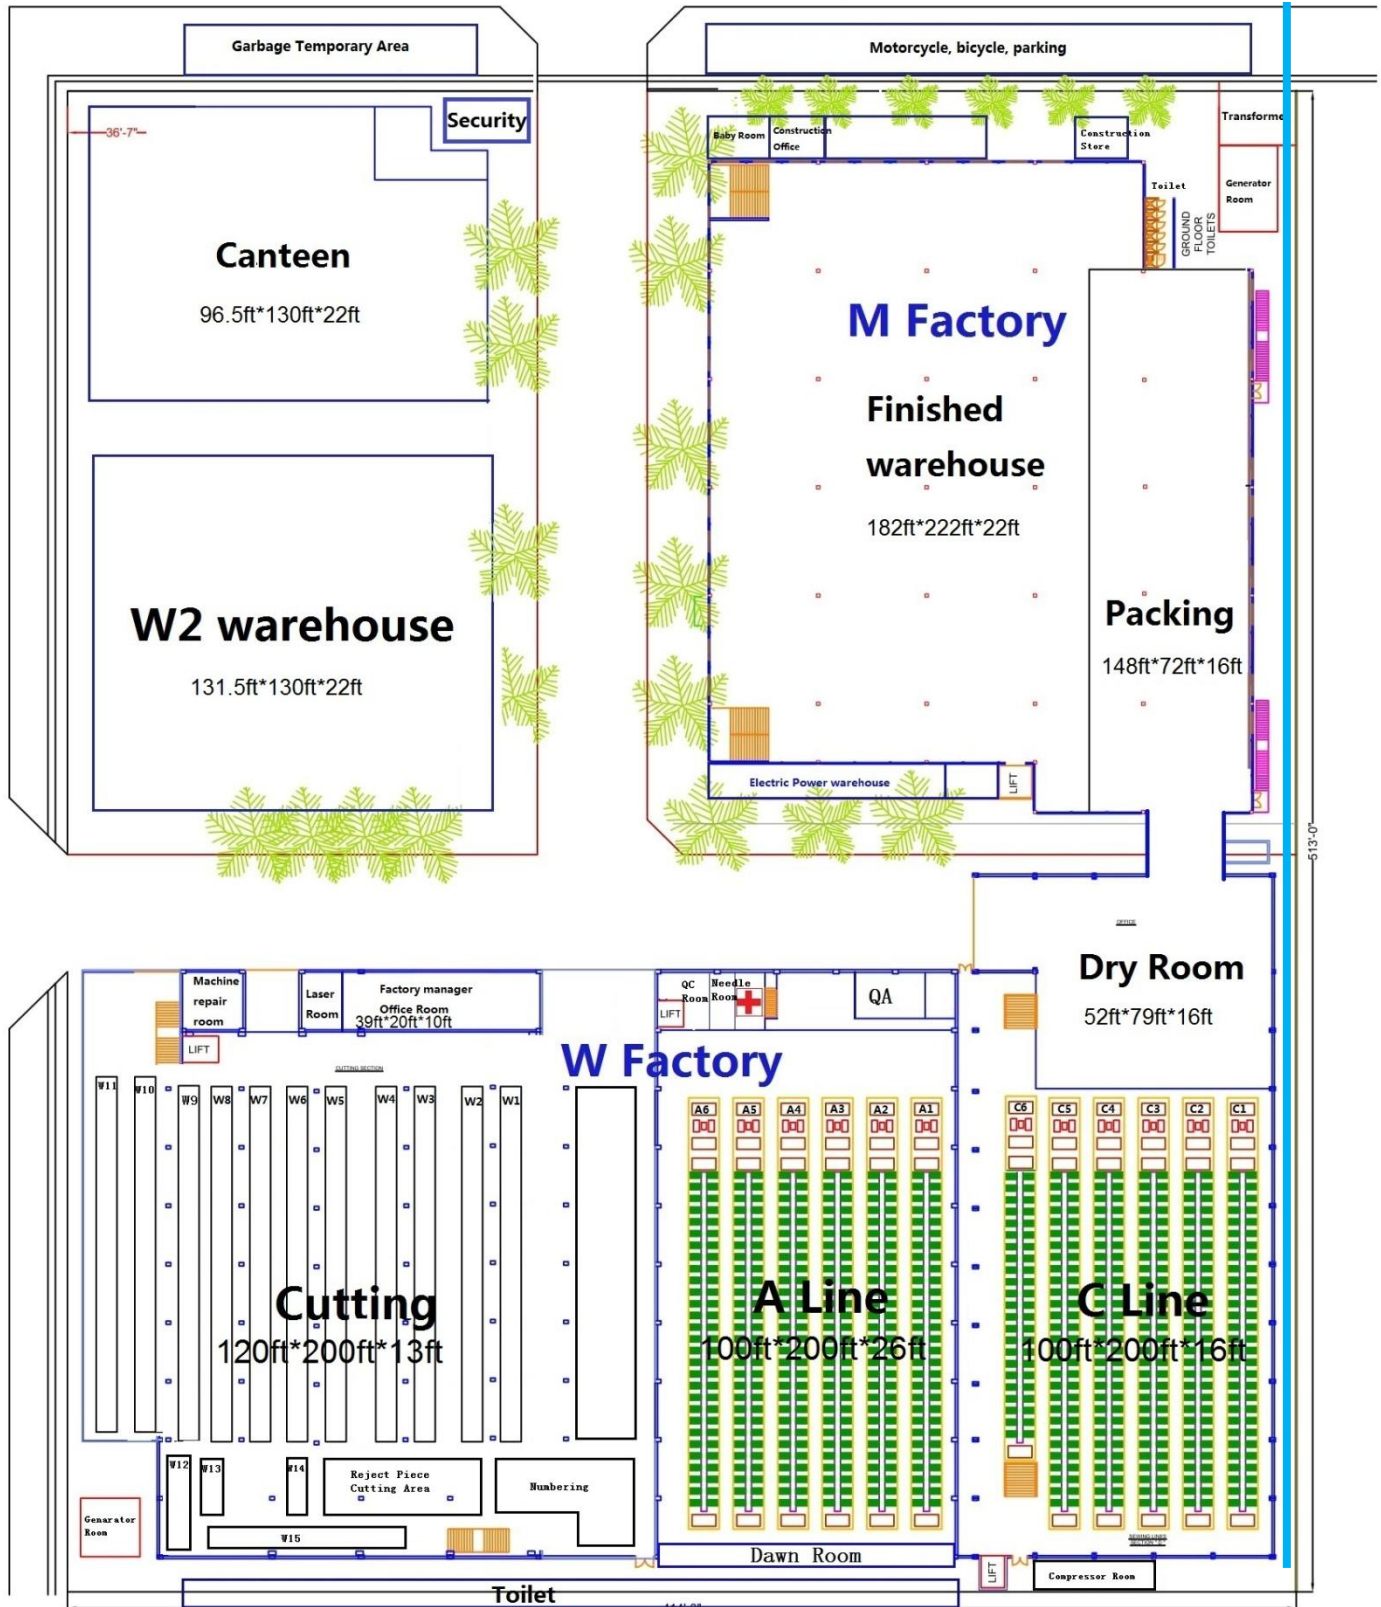 Garbage Temporary Area
Motorcycle, bicycle, parking
Security
36'-7"
Canteen
96.5ft*130ft*22ft
W2 warehouse
131.5ft*130ft*22ft
Baby Room
Construction
Office
Construction
Store
Transforme
Toilet
Generator
Room
GROUND
FLOOR
TOILETS
M Factory
Finished
warehouse
182ft*222ft*22ft
Packing
148ft*72ft*16ft
Electric Power warehouse
LIFT
513'-0"
OFFICE
Dry Room
52ft*79ft*16ft
Machine
repair
room
Laser
Room
Factory manager
Office Room
39ft*20ft*10ft
LIFT
QC
Room
Needle
Room
LIFT
QA
W Factory
CUTTING SECTION
W11
W10
W9
W8
W7
W6
W5
W4
W3
W2
W1
A6
A5
A4
A3
A2
A1
C6
C5
C4
C3
C2
C1
Cutting
120ft*200ft*13ft
A Line
100ft*200ft*26ft
C Line
100ft*200ft*16ft
W12
W13
W14
Reject Piece
Cutting Area
Numbering
W15
Genarator
Room
Dawn Room
SEWING LINES
LIFT
Compressor Room
Toilet